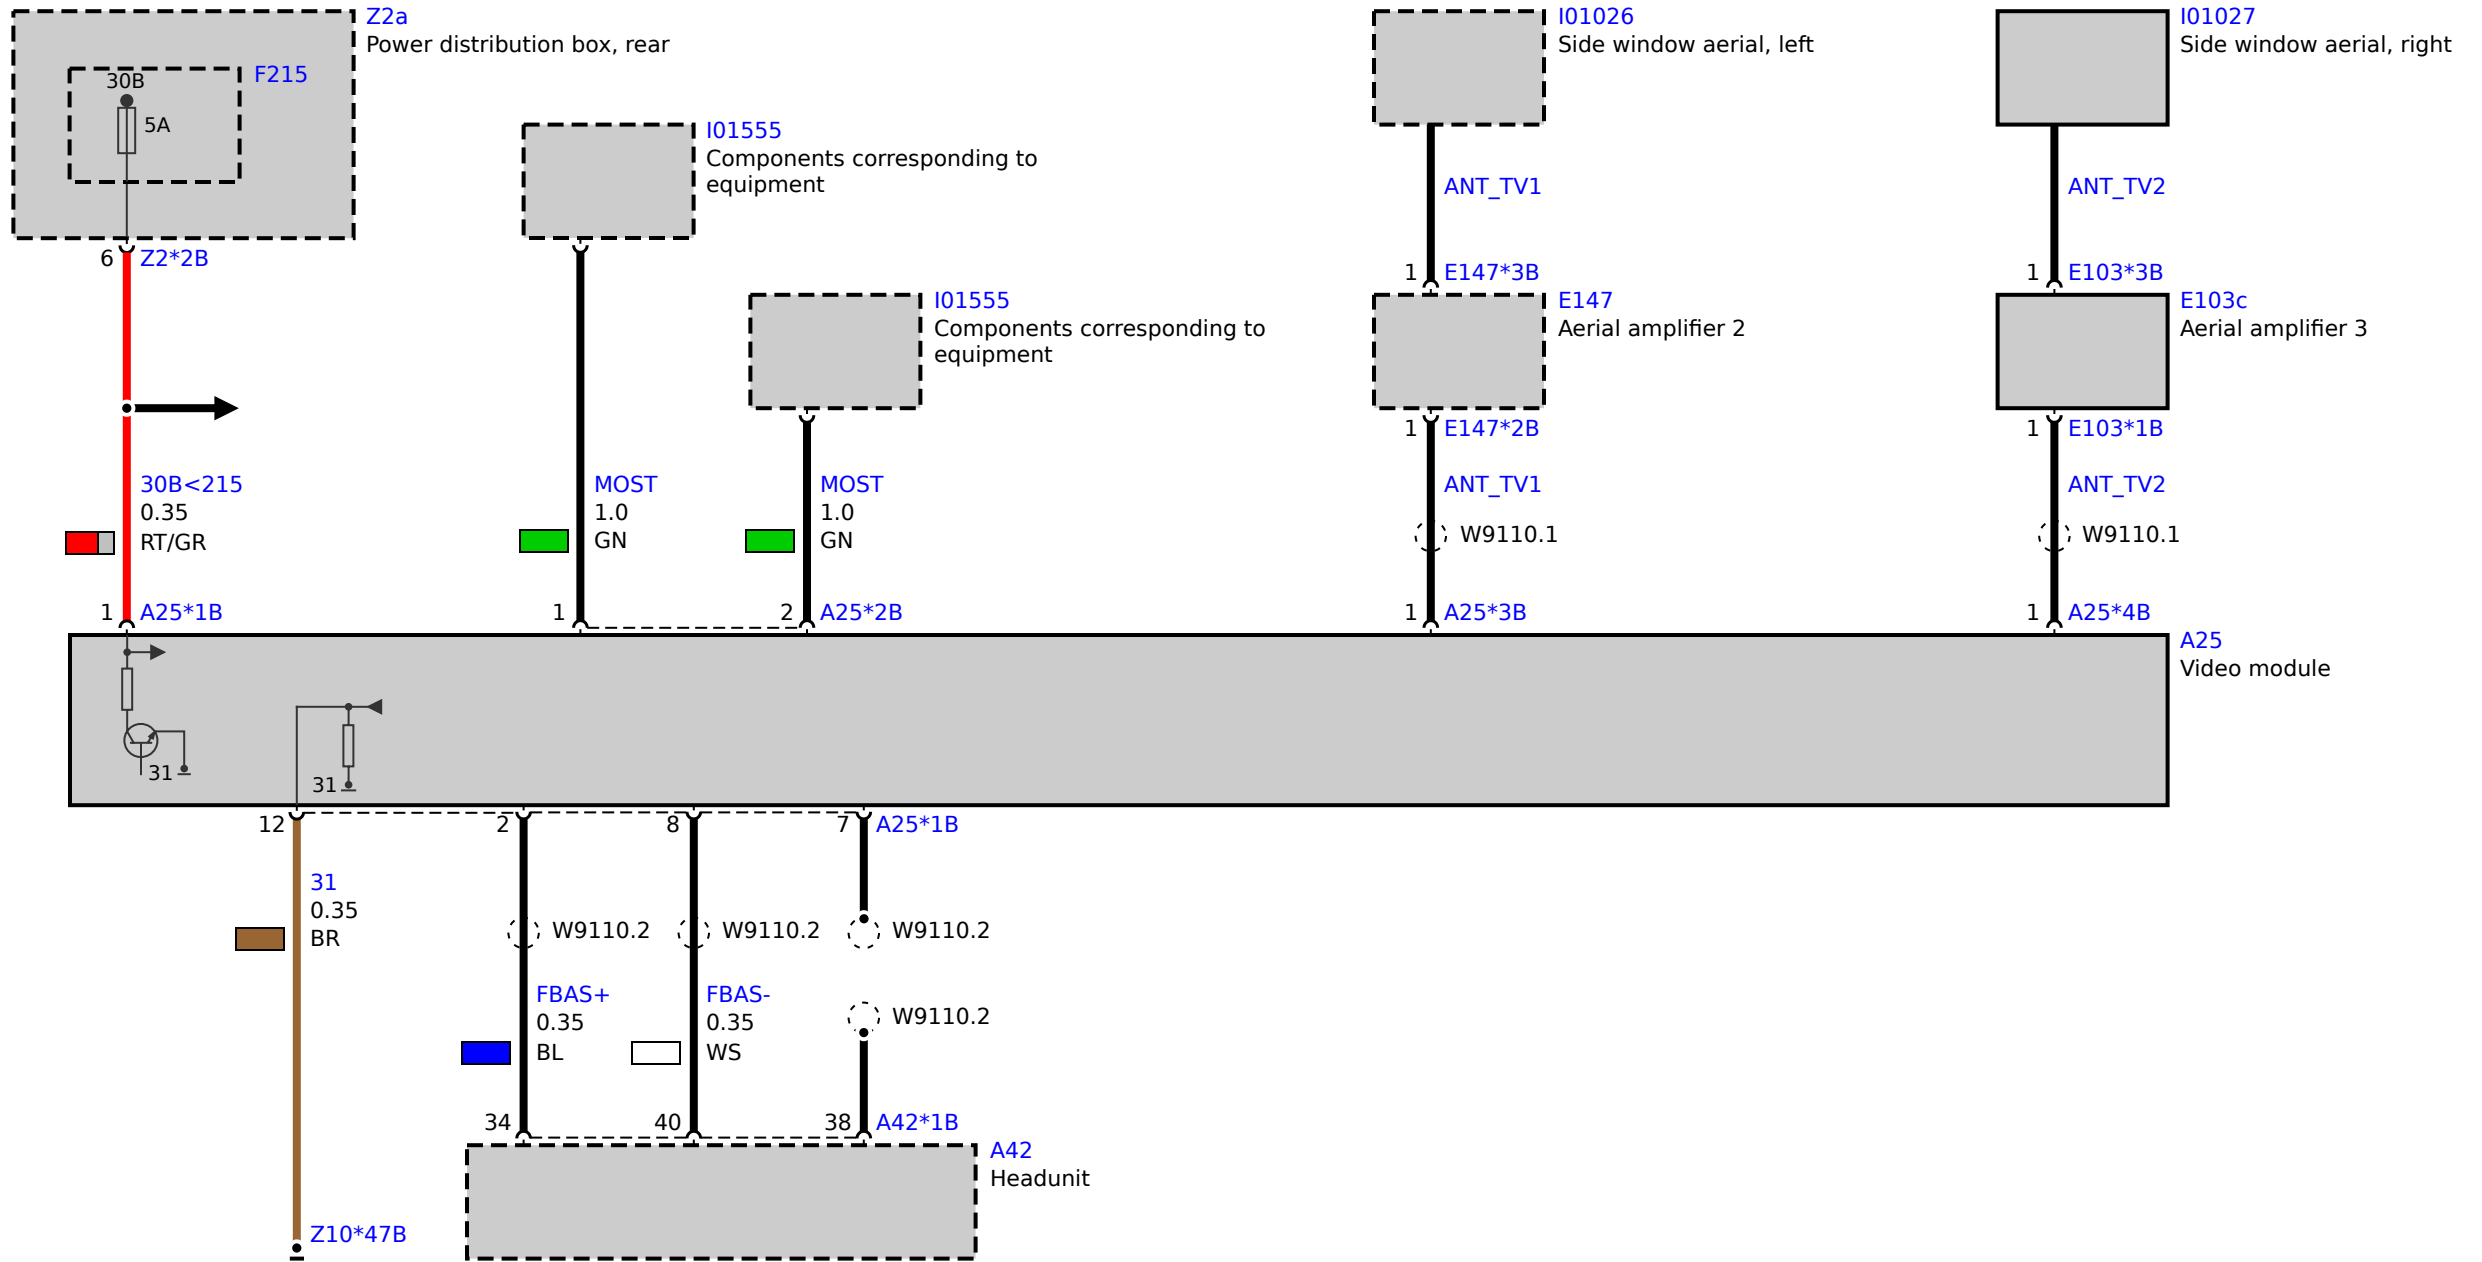 Z2a
Power distribution box, rear
I01026
Side window aerial, left
I01027
Side window aerial, right
30B
F215
5A
I01555
Components corresponding to
equipment
ANT_TV1
ANT_TV2
6 Z2*2B
1 E147*3B
1 E103*3B
I01555
Components corresponding to
equipment
E147
Aerial amplifier 2
E103c
Aerial amplifier 3
1 E147*2B
1 E103*1B
30B<215
0.35
RT/GR
MOST
1.0
GN
MOST
1.0
GN
ANT_TV1
W9110.1
ANT_TV2
W9110.1
1 A25*1B
1
2 A25*2B
1 A25*3B
1 A25*4B
A25
Video module
31
31
12
2
8
7 A25*1B
31
0.35
BR
W9110.2
W9110.2
W9110.2
FBAS+
0.35
BL
FBAS-
0.35
WS
W9110.2
34
40
38 A42*1B
A42
Headunit
Z10*47B